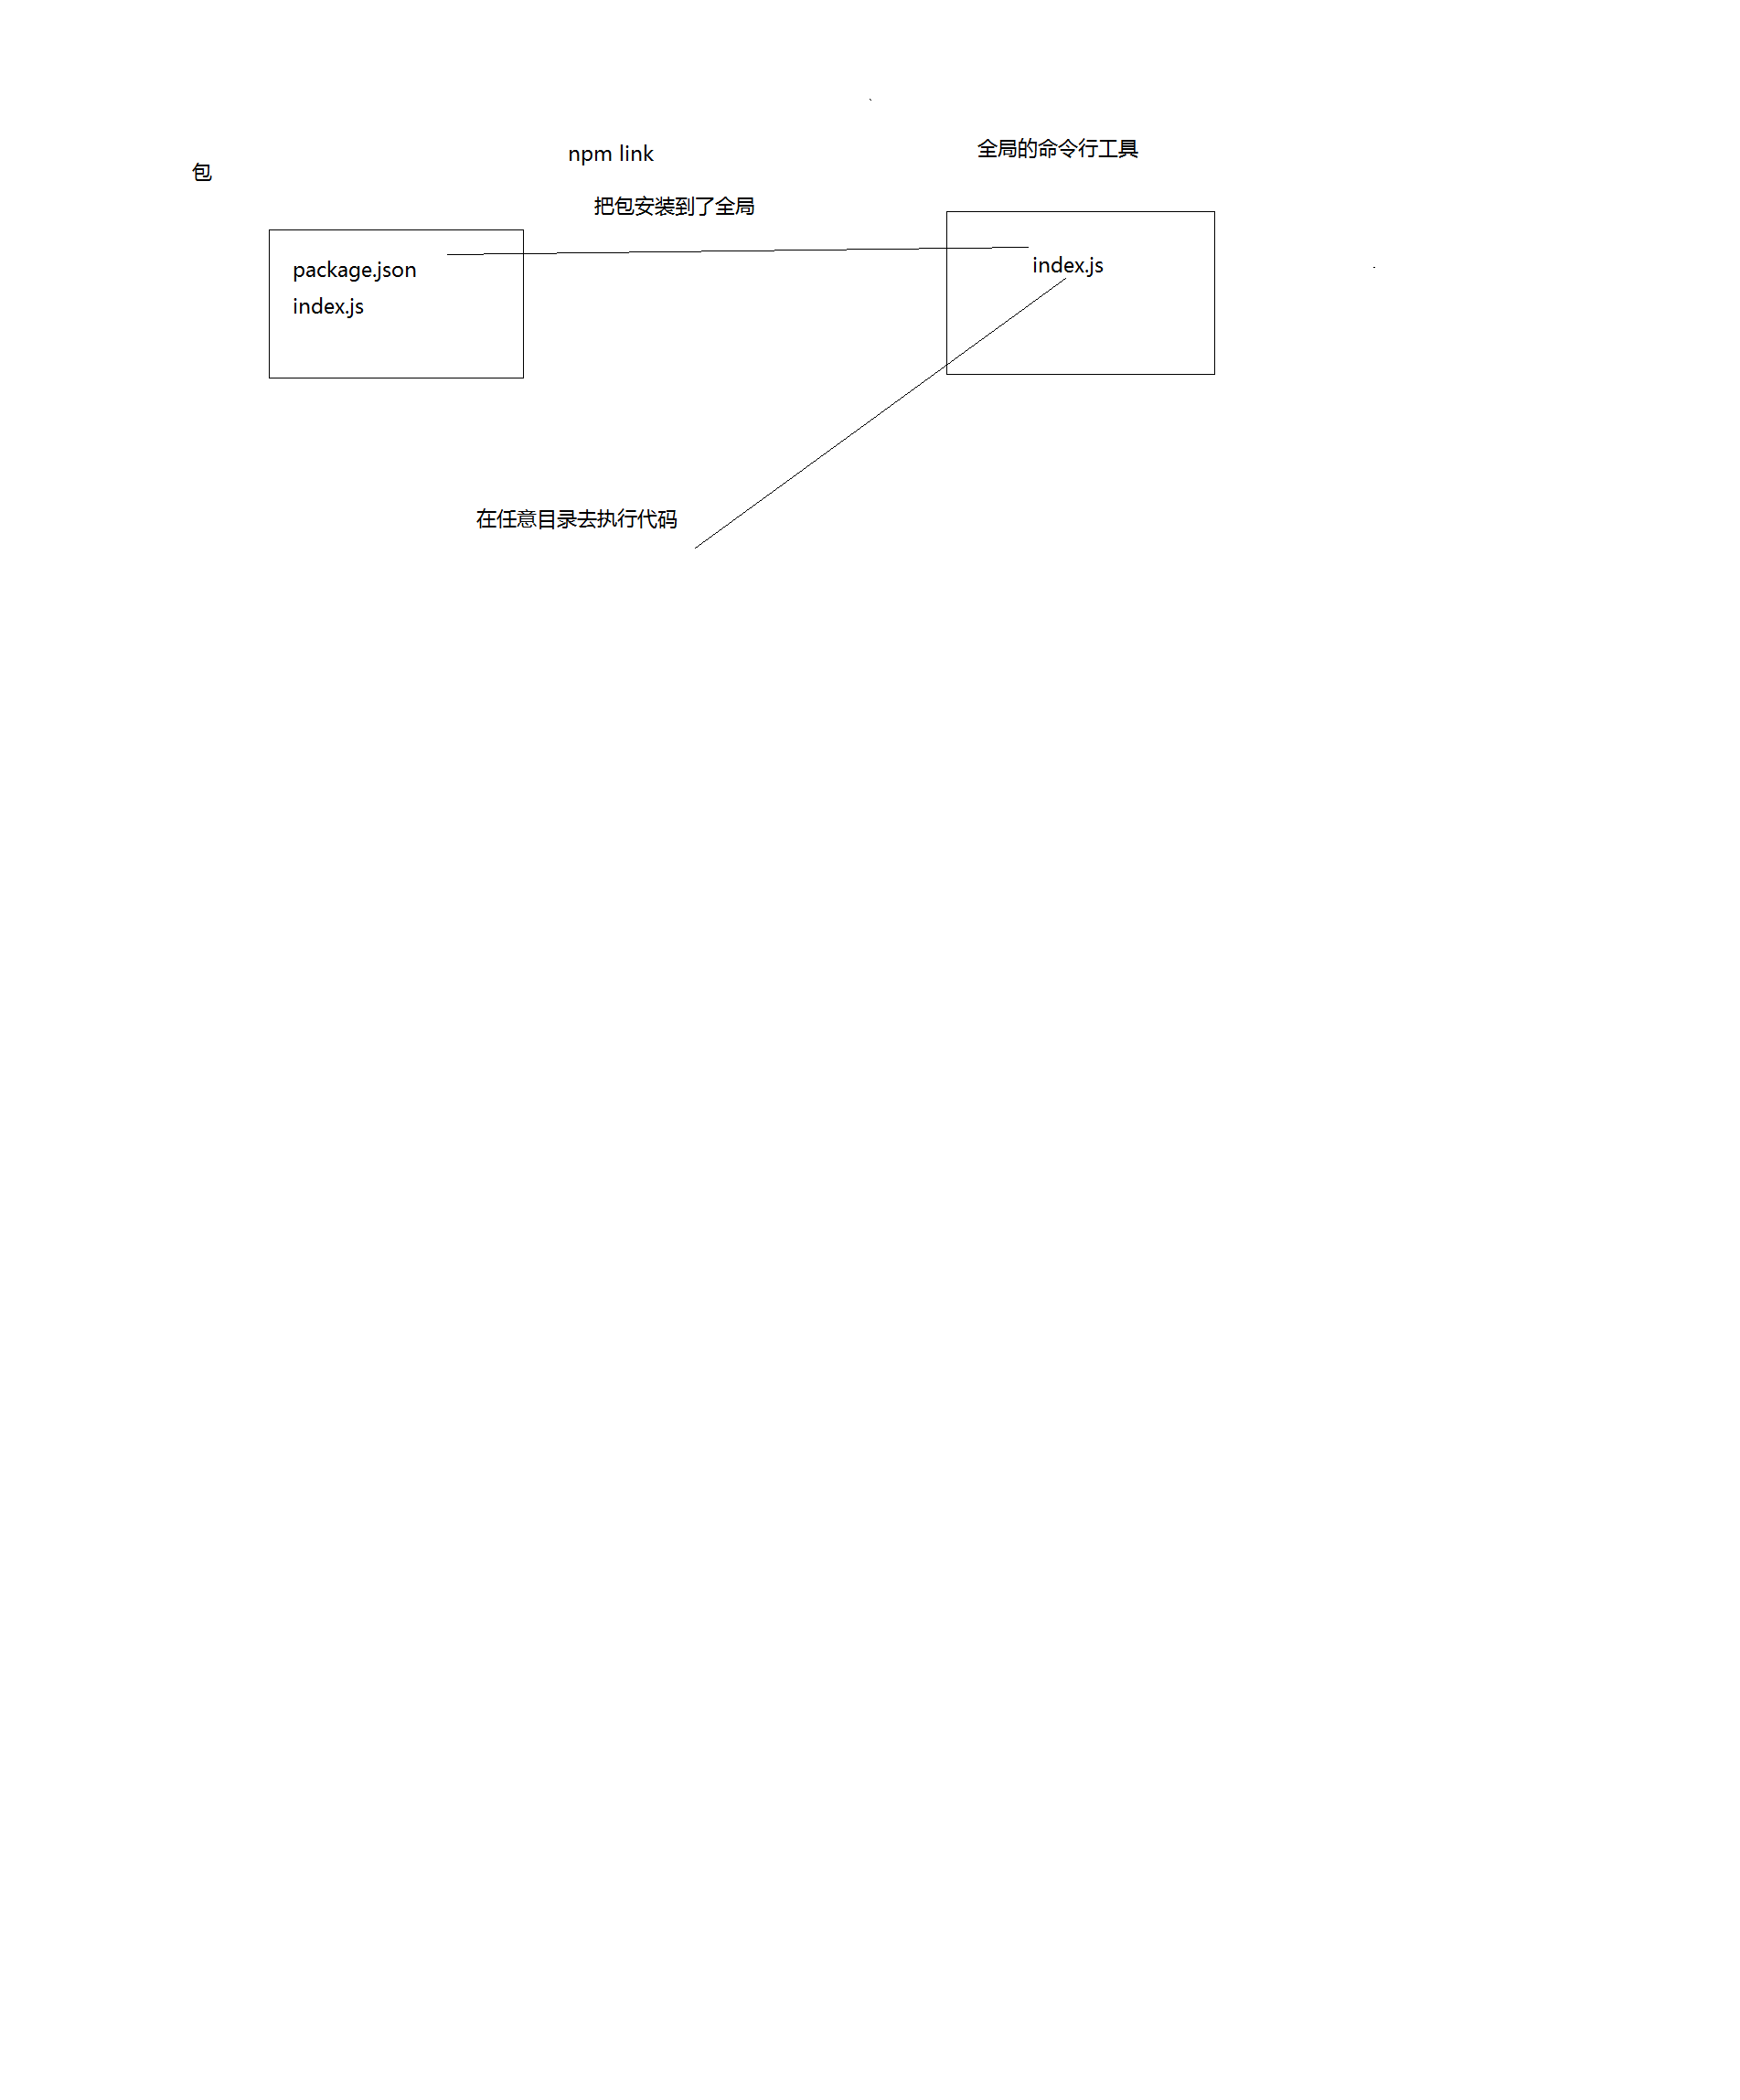 包
npm link
全局的命令行工具
把包安装到了全局
package.json
index.js
index.js
在任意目录去执行代码